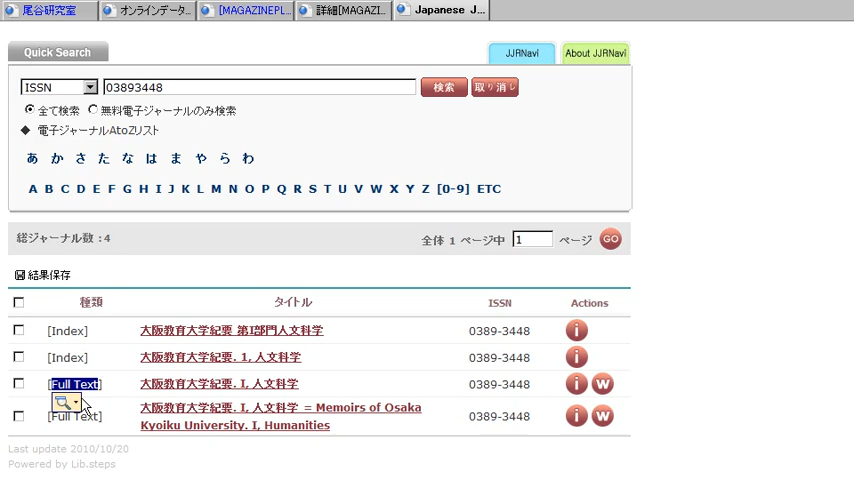 尾谷研究室 オンラインデータ... [MAGAZINEPL... 詳細[MAGAZI... Japanese J...
Quick Search JJRNavi About JJRNavi
ISSN 03893448 検索 取り消し
全て検索 無料電子ジャーナルのみ検索
◆ 電子ジャーナルAtoZリスト
あ か さ た な は ま や ら わ
A B C D E F G H I J K L M N O P Q R S T U V W X Y Z [0-9] ETC
総ジャーナル数 : 4 全体 1 ページ中 1 ページ GO
結果保存
種類 タイトル ISSN Actions
[Index] 大阪教育大学紀要 第I部門人文科学 0389-3448 i
[Index] 大阪教育大学紀要. 1, 人文科学 0389-3448 i
[Full Text] 大阪教育大学紀要. I, 人文科学 0389-3448 i w
[Full Text] 大阪教育大学紀要. I, 人文科学 = Memoirs of Osaka Kyoiku University. I, Humanities 0389-3448 i w
Last update 2010/10/20
Powered by Lib.steps